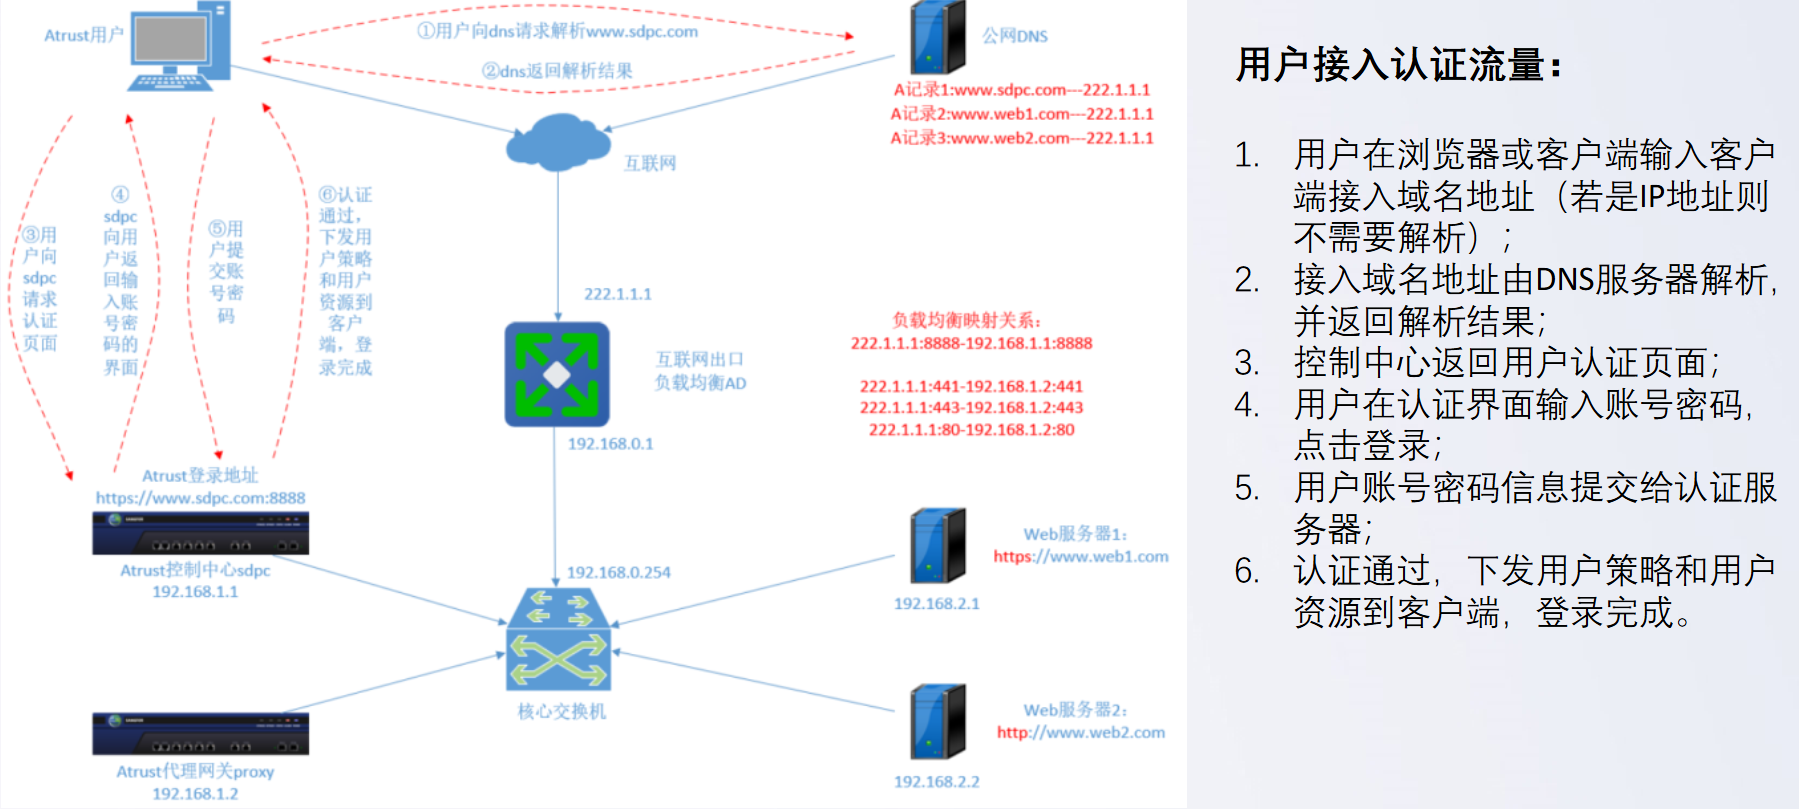 Atrust用户
①用户向dns请求解析www.sdpc.com
②dns返回解析结果
公网DNS
A记录1:www.sdpc.com---222.1.1.1
A记录2:www.web1.com---222.1.1.1
A记录3:www.web2.com---222.1.1.1
互联网
③用
户向
sdpc
请求
认证
页面
④
sdpc
向用
户返
回输
入账
号密
码的
界面
⑤用
户提
交账
号密
码
⑥认证
通过，
下发用
户策略
和用户
资源到
客户
端，登
录完成
222.1.1.1
互联网出口
负载均衡AD
192.168.0.1
负载均衡映射关系：
222.1.1.1:8888-192.168.1.1:8888
222.1.1.1:441-192.168.1.2:441
222.1.1.1:443-192.168.1.2:443
222.1.1.1:80-192.168.1.2:80
Atrust登录地址
https://www.sdpc.com:8888
Atrust控制中心sdpc
192.168.1.1
192.168.0.254
核心交换机
Atrust代理网关proxy
192.168.1.2
Web服务器1：
https://www.web1.com
192.168.2.1
Web服务器2：
http://www.web2.com
192.168.2.2
用户接入认证流量：
1. 用户在浏览器或客户端输入客户
端接入域名地址（若是IP地址则
不需要解析）；
2. 接入域名地址由DNS服务器解析，
并返回解析结果；
3. 控制中心返回用户认证页面；
4. 用户在认证界面输入账号密码，
点击登录；
5. 用户账号密码信息提交给认证服
务器；
6. 认证通过，下发用户策略和用户
资源到客户端，登录完成。